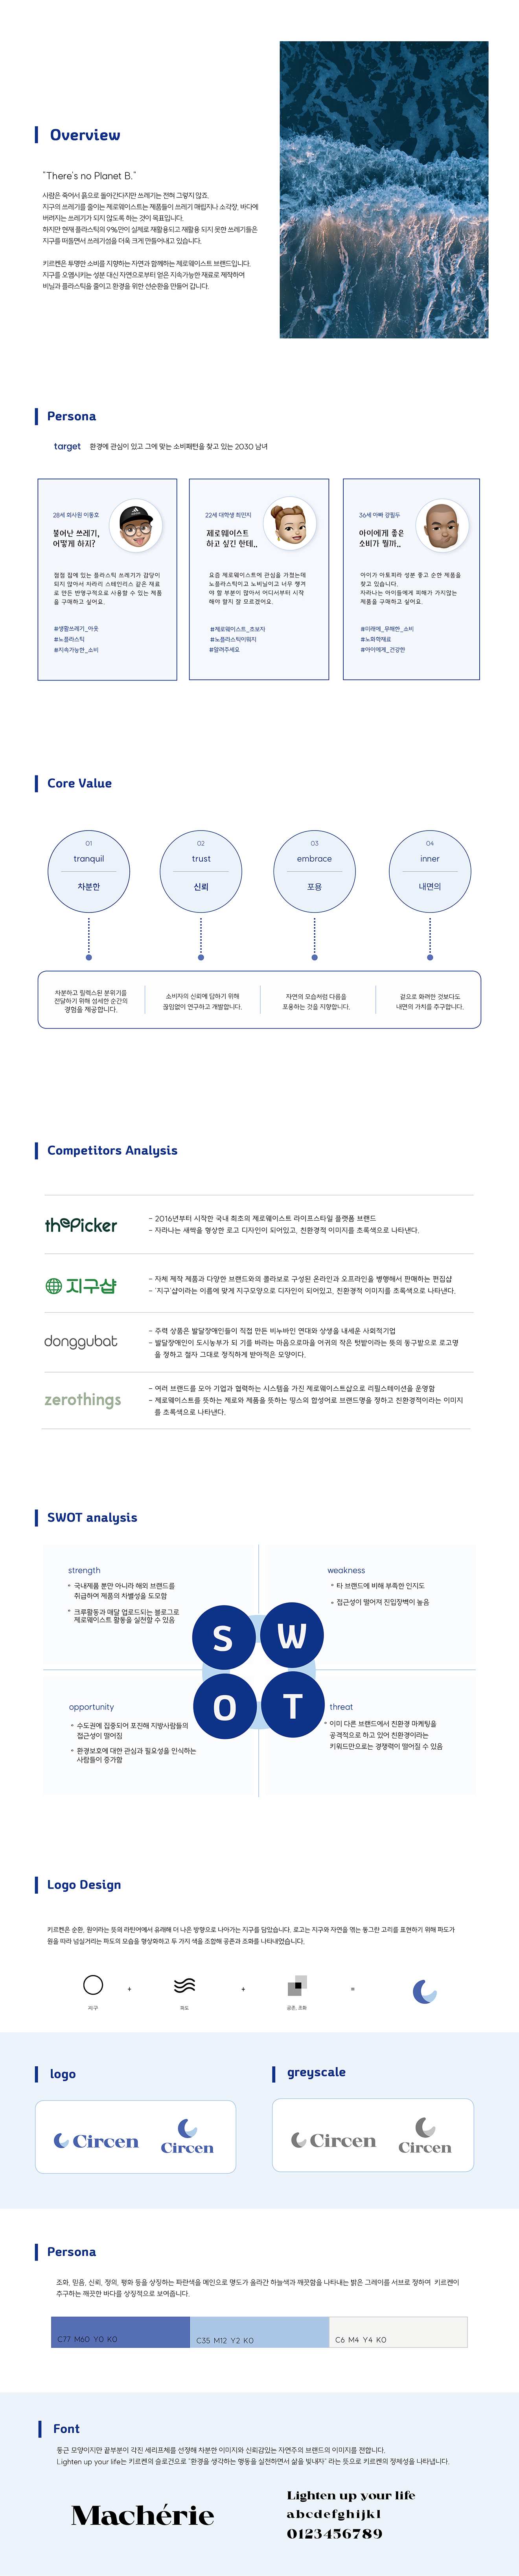 Overview
"There's no Planet B."
사람은 죽어서 흙으로 돌아간다지만 쓰레기는 전혀 그렇지 않죠.
지구의 쓰레기를 줄이는 제로웨이스트는 제품들이 쓰레기 매립지나 소각장, 바다에
버려지는 쓰레기가 되지 않도록 하는 것이 목표입니다.
하지만 현재 플라스틱의 9%만이 실제로 재활용되고 재활용 되지 못한 쓰레기들은
지구를 떠돌면서 쓰레기섬을 더욱 크게 만들어내고 있습니다.
키르켄은 투명한 소비를 지향하는 자연과 함께하는 제로웨이스트 브랜드입니다.
지구를 오염시키는 성분 대신 자연으로부터 얻은 지속가능한 재료로 제작하여
비닐과 플라스틱을 줄이고 환경을 위한 선순환을 만들어 갑니다.
Persona
target 환경에 관심이 있고 그에 맞는 소비패턴을 찾고 있는 2030 남녀
28세 회사원 이동호
불어난 쓰레기,
어떻게 하지?
점점 집에 있는 플라스틱 쓰레기가 감당이
되지 않아서 차라리 스테인리스 같은 재료
로 만든 반영구적으로 사용할 수 있는 제품
을 구매하고 싶어요.
#생활쓰레기_아웃
#노플라스틱
#지속가능한_소비
22세 대학생 최민지
제로웨이스트
하고 싶긴 한데..
요즘 제로웨이스트에 관심을 가졌는데
노플라스틱이고 노비닐이고 너무 챙겨
야 할 부분이 많아서 어디서부터 시작
해야 할지 잘 모르겠어요.
#제로웨이스트_초보자
#노플라스틱이뭐지
#알려주세요
36세 아빠 강필두
아이에게 좋은
소비가 뭘까..
아이가 아토피라 성분 좋고 순한 제품을
찾고 있습니다.
자라나는 아이들에게 피해가 가지않는
제품을 구매하고 싶어요.
#미래에_무해한_소비
#노화학재료
#아이에게_건강한
Core Value
01
tranquil
차분한
02
trust
신뢰
03
embrace
포용
04
inner
내면의
차분하고 릴렉스된 분위기를
전달하기 위해 섬세한 순간의
경험을 제공합니다.
소비자의 신뢰에 답하기 위해
끊임없이 연구하고 개발합니다.
자연의 모습처럼 다름을
포용하는 것을 지향합니다.
겉으로 화려한 것보다도
내면의 가치를 추구합니다.
Competitors Analysis
thePicker
- 2016년부터 시작한 국내 최초의 제로웨이스트 라이프스타일 플랫폼 브랜드
- 자라나는 새싹을 형상한 로고 디자인이 되어있고, 친환경적 이미지를 초록색으로 나타낸다.
지구샵
- 자체 제작 제품과 다양한 브랜드와의 콜라보로 구성된 온라인과 오프라인을 병행해서 판매하는 편집샵
- '지구'샵이라는 이름에 맞게 지구모양으로 디자인이 되어있고, 친환경적 이미지를 초록색으로 나타낸다.
donggubat
- 주력 상품은 발달장애인들이 직접 만든 비누바인 연대와 상생을 내세운 사회적기업
- 발달장애인이 도시농부가 되 기를 바라는 마음으로마을 어귀의 작은 텃밭이라는 뜻의 동구밭으로 로고명
을 정하고 철자 그대로 정직하게 받아적은 모양이다.
zerothings
- 여러 브랜드를 모아 기업과 협력하는 시스템을 가진 제로웨이스트샵으로 리필스테이션을 운영함
- 제로웨이스트를 뜻하는 제로와 제품을 뜻하는 띵스의 합성어로 브랜드명을 정하고 친환경적이라는 이미지
를 초록색으로 나타낸다.
SWOT analysis
strength
• 국내제품 뿐만 아니라 해외 브랜드를
취급하여 제품의 차별성을 도모함
• 크루활동과 매달 업로드되는 블로그로
제로웨이스트 활동을 실천할 수 있음
weakness
• 타 브랜드에 비해 부족한 인지도
• 접근성이 떨어져 진입장벽이 높음
S
W
O
T
opportunity
• 수도권에 집중되어 포진해 지방사람들의
접근성이 떨어짐
• 환경보호에 대한 관심과 필요성을 인식하는
사람들이 증가함
threat
• 이미 다른 브랜드에서 친환경 마케팅을
공격적으로 하고 있어 친환경이라는
키워드만으로는 경쟁력이 떨어질 수 있음
Logo Design
키르켄은 순환, 원이라는 뜻의 라틴어에서 유래해 더 나은 방향으로 나아가는 지구를 담았습니다. 로고는 지구와 자연을 엮는 동그란 고리를 표현하기 위해 파도가
원을 따라 넘실거리는 파도의 모습을 형상화하고 두 가지 색을 조합해 공존과 조화를 나타내었습니다.
+
+
=
지구
파도
공존, 조화
logo
Circen
Circen
greyscale
Circen
Circen
Persona
조화, 믿음, 신뢰, 정의, 평화 등을 상징하는 파란색을 메인으로 명도가 올라간 하늘색과 깨끗함을 나타내는 밝은 그레이를 서브로 정하여 키르켄이
추구하는 깨끗한 바다를 상징적으로 보여줍니다.
C77 M60 Y0 K0
C35 M12 Y2 K0
C6 M4 Y4 K0
Font
둥근 모양이지만 끝부분이 각진 세리프체를 선정해 차분한 이미지와 신뢰감있는 자연주의 브랜드의 이미지를 전합니다.
Lighten up your life는 키르켄의 슬로건으로 "환경을 생각하는 행동을 실천하면서 삶을 빛내자" 라는 뜻으로 키르켄의 정체성을 나타냅니다.
Machérie
Lighten up your life
abcdefghijkl
0123456789